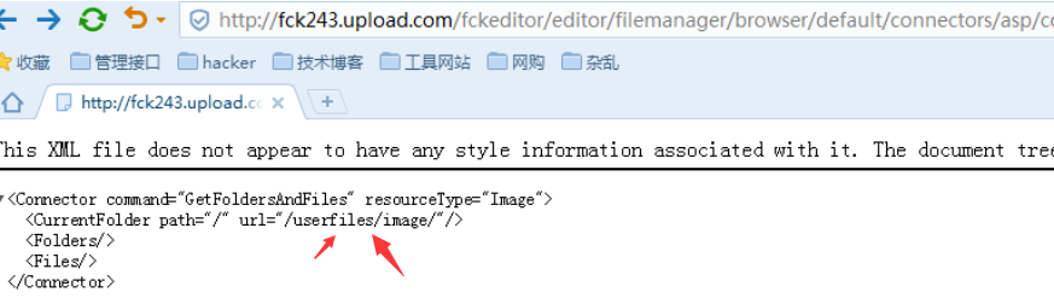 http://fck243.upload.com/fckeditor/editor/filemanager/browser/default/connectors/asp/co
收藏 管理接口 hacker 技术博客 工具网站 网购 杂乱
http://fck243.upload.cc
This XML file does not appear to have any style information associated with it. The document tree
<Connector command="GetFoldersAndFiles" resourceType="Image">
<CurrentFolder path="/" url="/userfiles/image/"/>
<Folders/>
<Files/>
</Connector>